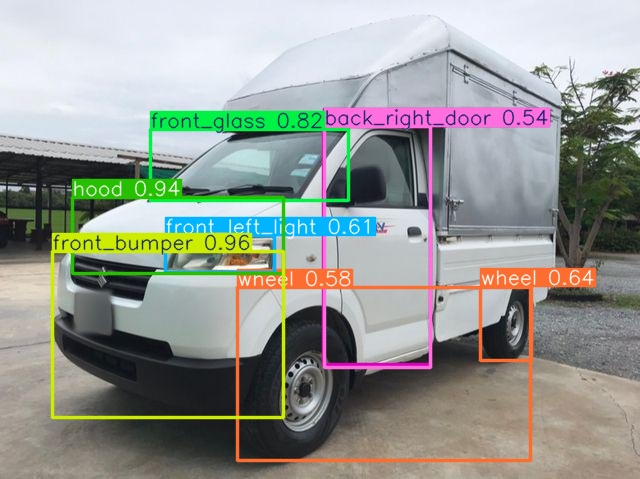 front_glass 0.82
back_right_door 0.54
hood 0.94
front_left_light 0.61
front_bumper 0.96
wheel 0.58
wheel 0.64